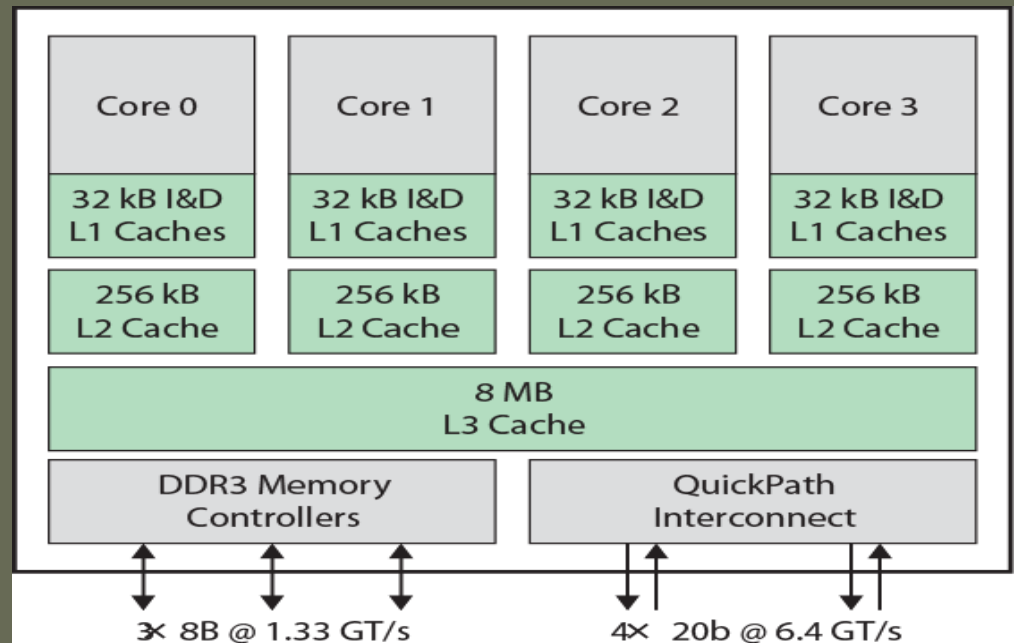 Core 0
Core 1
Core 2
Core 3
32 kB I&D
L1 Caches
32 kB I&D
L1 Caches
32 kB I&D
L1 Caches
32 kB I&D
L1 Caches
256 kB
L2 Cache
256 kB
L2 Cache
256 kB
L2 Cache
256 kB
L2 Cache
8 MB
L3 Cache
DDR3 Memory
Controllers
QuickPath
Interconnect
3× 8B @ 1.33 GT/s
4× 20b @ 6.4 GT/s